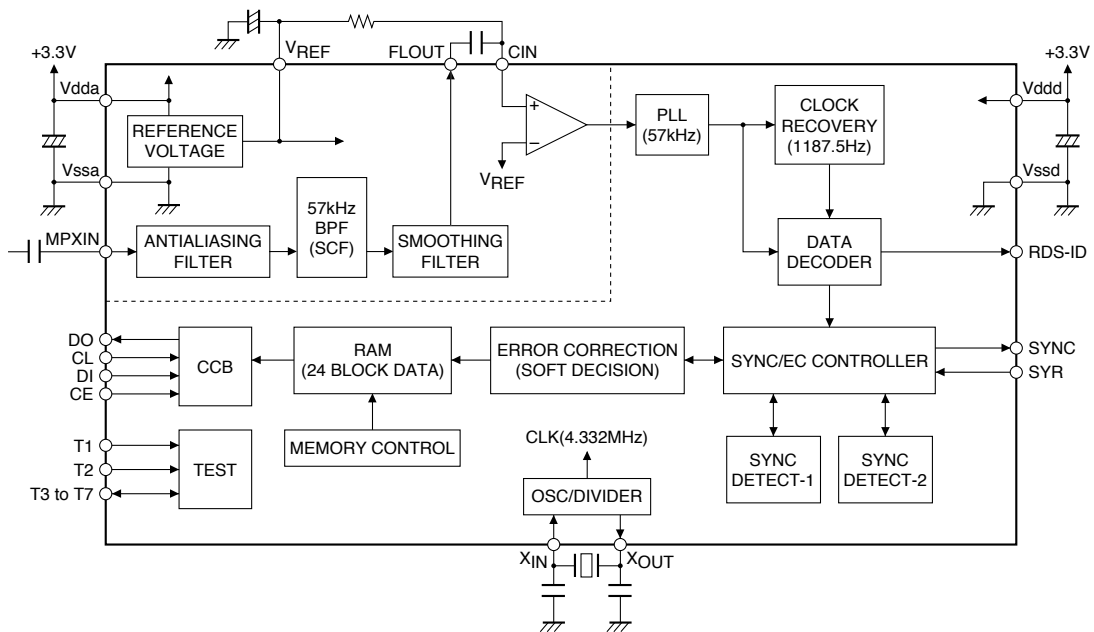 +3.3V
VREF
FLOUT
CIN
+3.3V
Vdda
REFERENCE
VOLTAGE
Vssa
+
−
VREF
PLL
(57kHz)
CLOCK
RECOVERY
(1187.5Hz)
Vddd
Vssd
MPXIN
ANTIALIASING
FILTER
57kHz
BPF
(SCF)
SMOOTHING
FILTER
DATA
DECODER
RDS-ID
DO
CL
DI
CE
CCB
RAM
(24 BLOCK DATA)
ERROR CORRECTION
(SOFT DECISION)
SYNC/EC CONTROLLER
SYNC
SYR
MEMORY CONTROL
CLK(4.332MHz)
T1
T2
T3 to T7
TEST
OSC/DIVIDER
SYNC
DETECT-1
SYNC
DETECT-2
XIN
XOUT